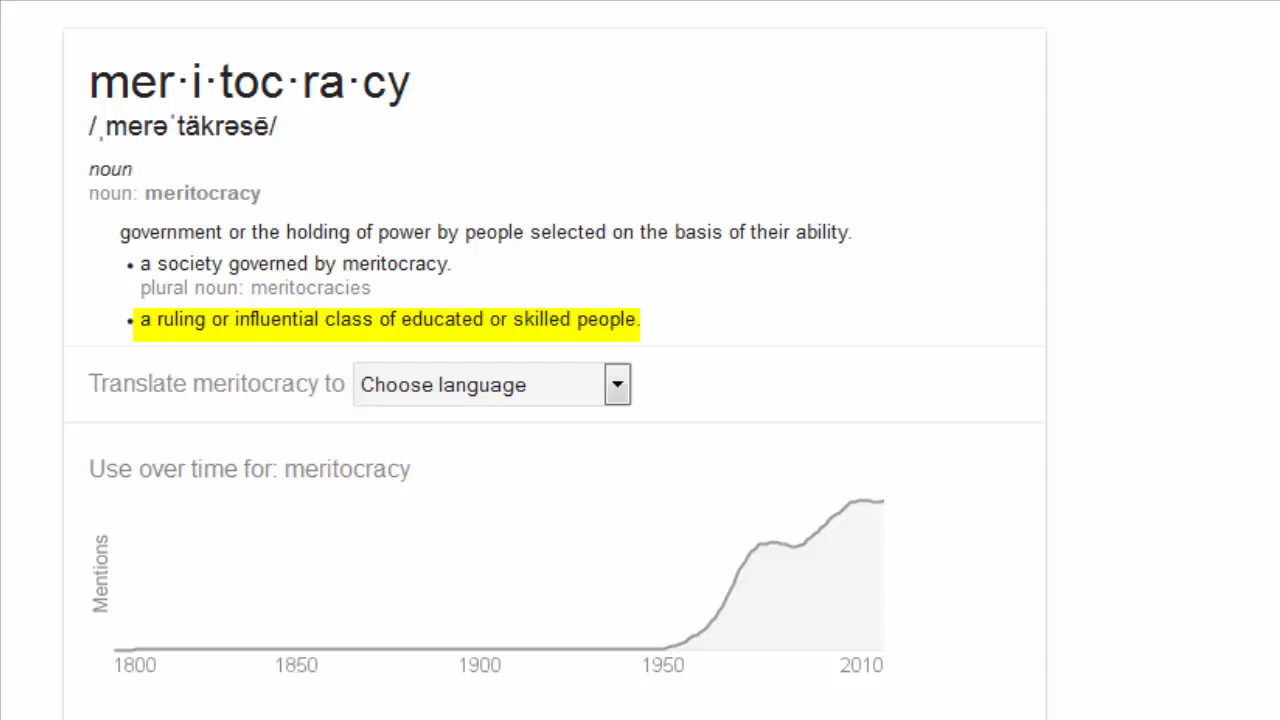 mer·i·toc·ra·cy
/ˌmerəˈtäkrəsē/
noun
noun: meritocracy
government or the holding of power by people selected on the basis of their ability.
• a society governed by meritocracy.
plural noun: meritocracies
• a ruling or influential class of educated or skilled people.
Translate meritocracy to Choose language
Use over time for: meritocracy
Mentions
1800 1850 1900 1950 2010